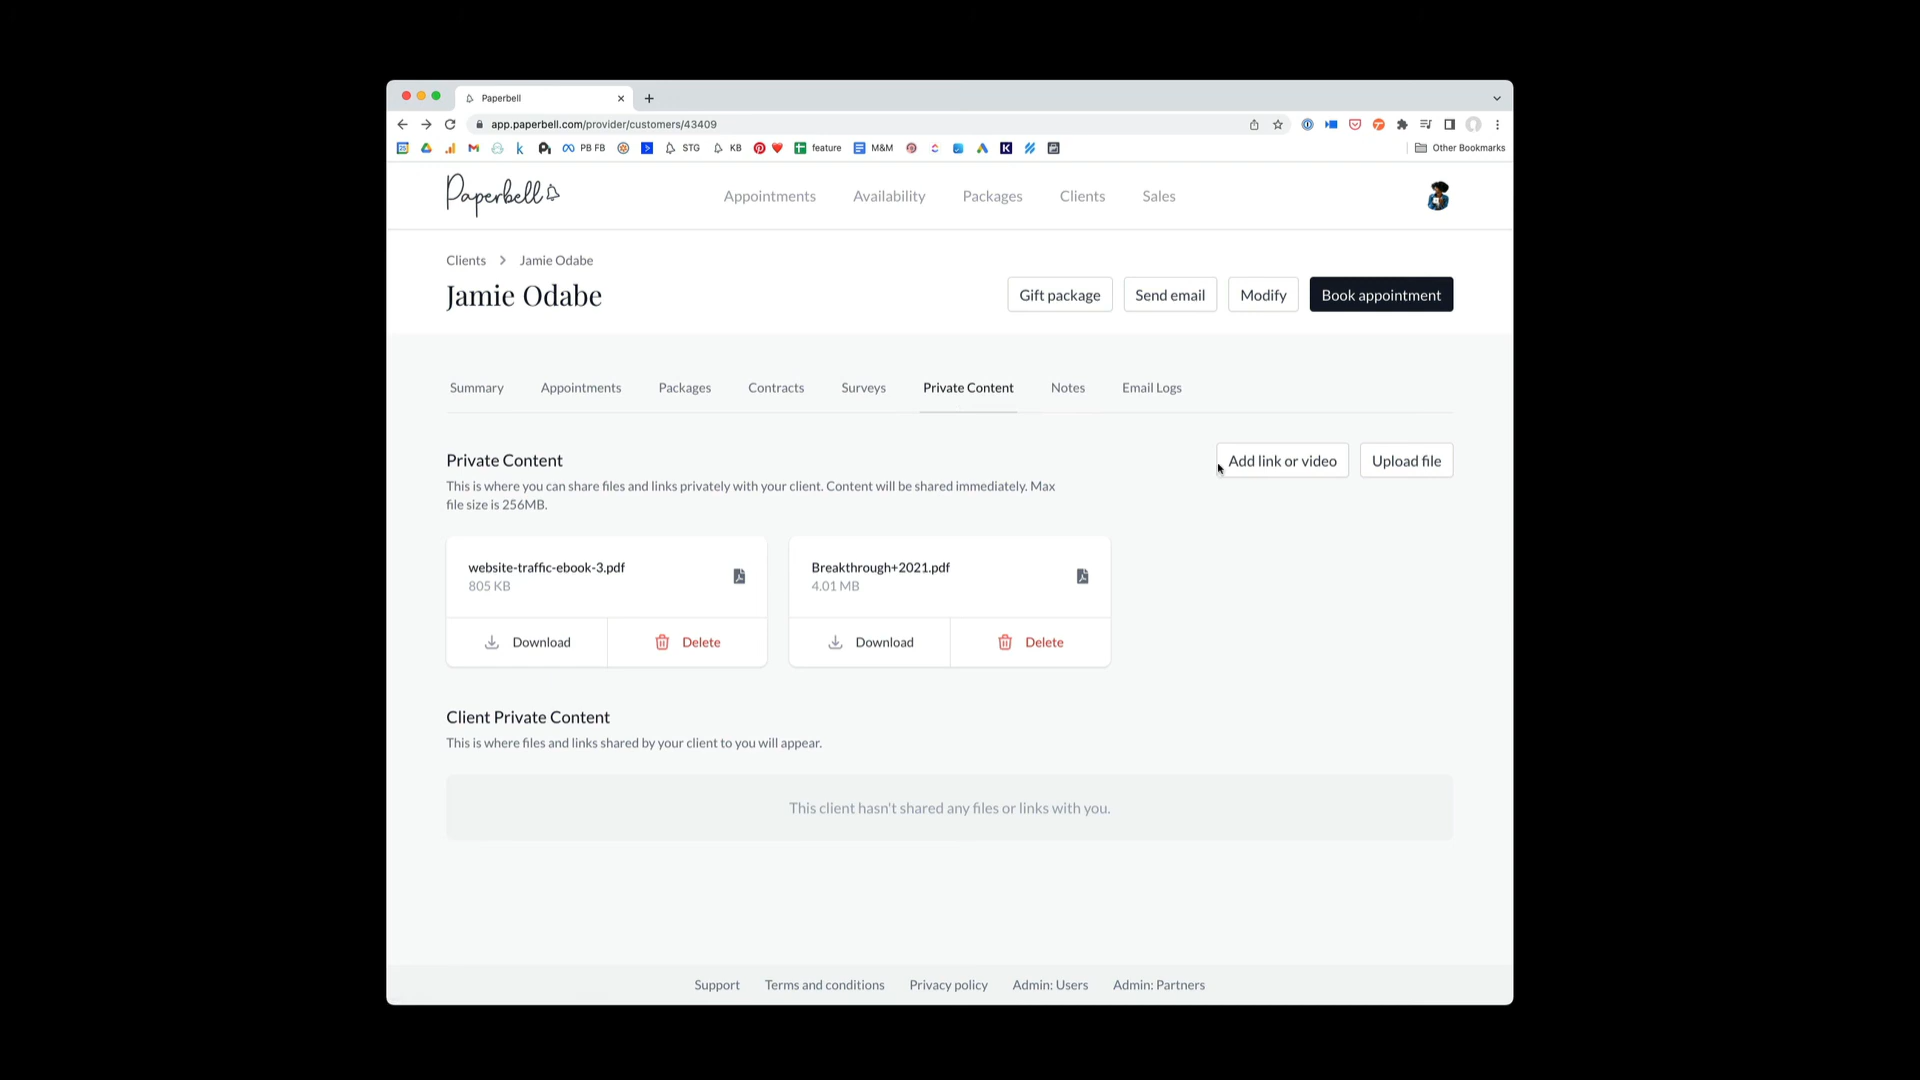 Paperbell
app.paperbell.com/provider/customers/43409
PB FB
STG
KB
feature
M&M
Other Bookmarks
Paperbell
Appointments
Availability
Packages
Clients
Sales
Clients
Jamie Odabe
Jamie Odabe
Gift package
Send email
Modify
Book appointment
Summary
Appointments
Packages
Contracts
Surveys
Private Content
Notes
Email Logs
Private Content
Add link or video
Upload file
This is where you can share files and links privately with your client. Content will be shared immediately. Max
file size is 256MB.
website-traffic-ebook-3.pdf
805 KB
Download
Delete
Breakthrough+2021.pdf
4.01 MB
Download
Delete
Client Private Content
This is where files and links shared by your client to you will appear.
This client hasn't shared any files or links with you.
Support
Terms and conditions
Privacy policy
Admin: Users
Admin: Partners